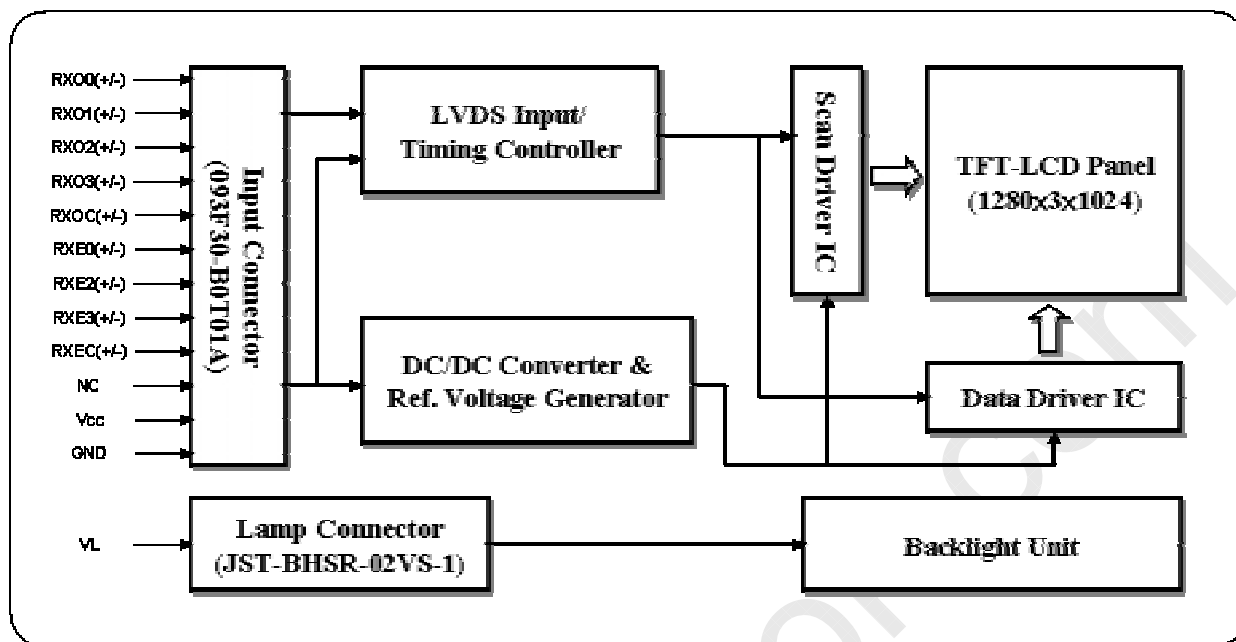 RXO0(+/-)
RXO1(+/-)
RXO2(+/-)
RXO3(+/-)
RXOC(+/-)
RXE0(+/-)
RXE2(+/-)
RXE3(+/-)
RXEC(+/-)
NC
Vcc
GND
VL
Input Connector
(093F30-B0T01A)
LVDS Input/
Timing Controller
DC/DC Converter &
Ref. Voltage Generator
Scan Driver IC
TFT-LCD Panel
(1280x3x1024)
Data Driver IC
Lamp Connector
(JST-BHSR-02VS-1)
Backlight Unit